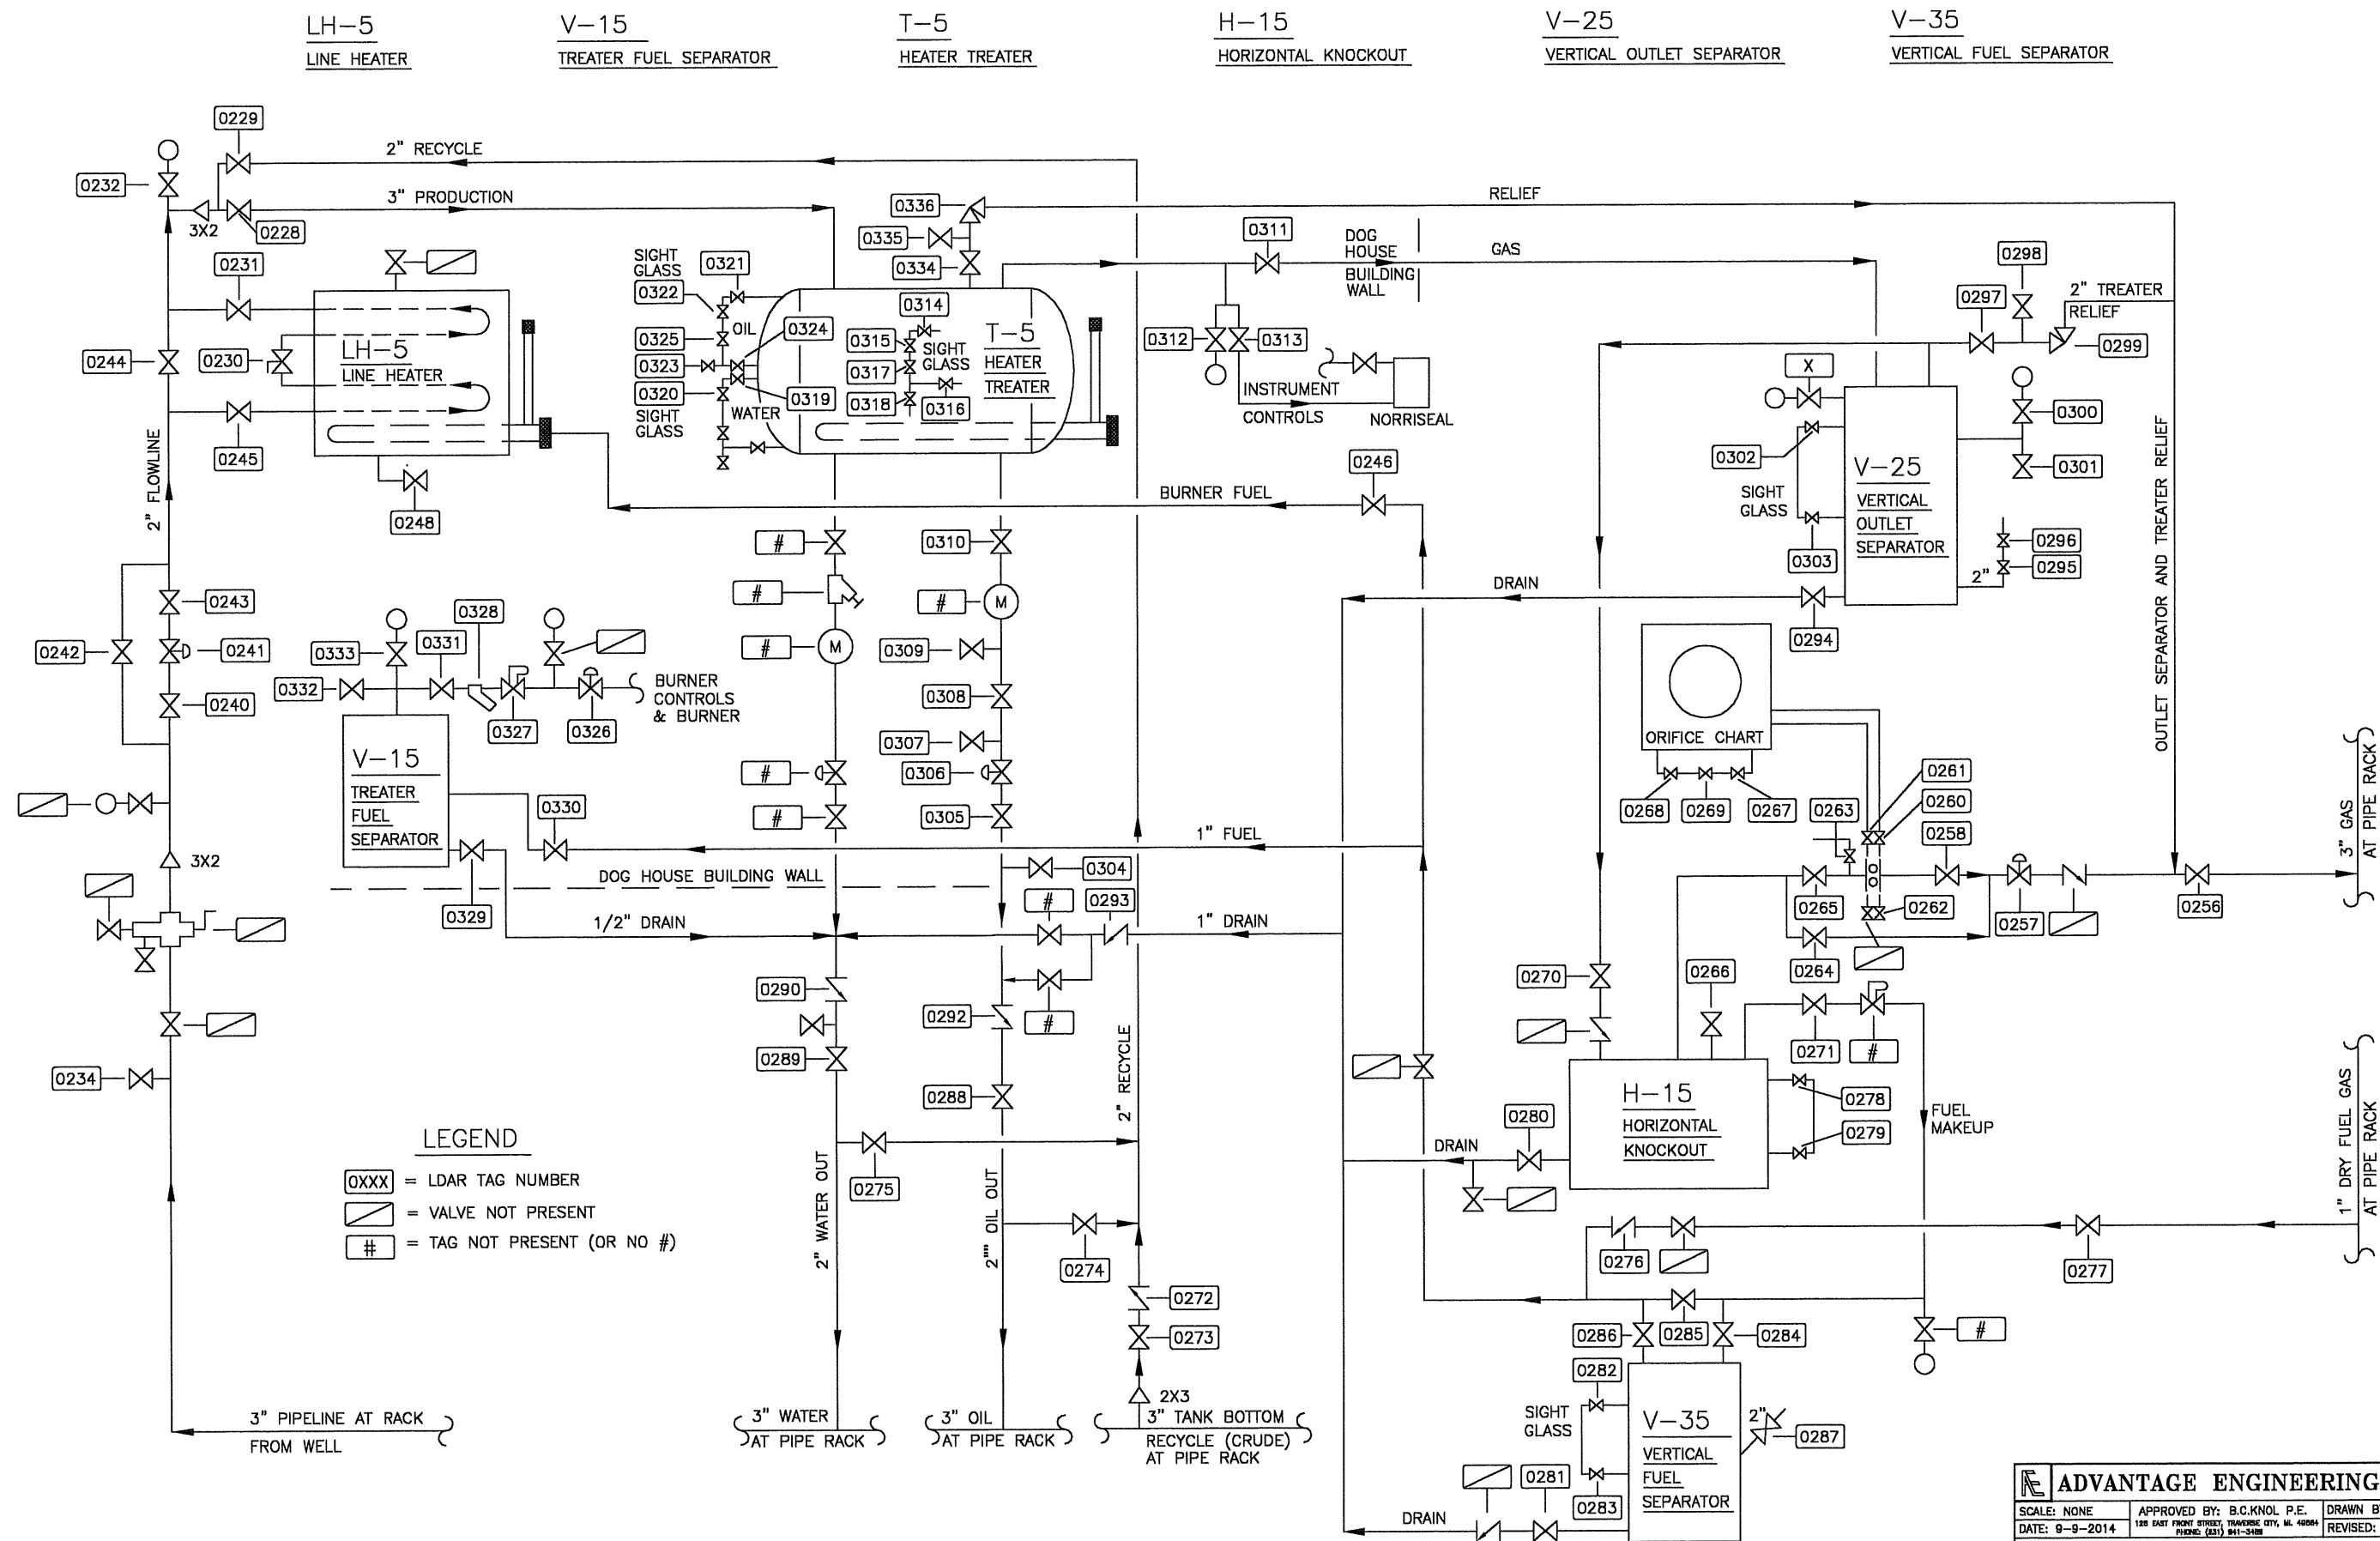 LH-5
LINE HEATER
V-15
TREATER FUEL SEPARATOR
T-5
HEATER TREATER
H-15
HORIZONTAL KNOCKOUT
V-25
VERTICAL OUTLET SEPARATOR
V-35
VERTICAL FUEL SEPARATOR
0229
2" RECYCLE
0232
3" PRODUCTION
3X2
0228
0336
RELIEF
0335
0334
0311
DOG
HOUSE
BUILDING
WALL
GAS
0231
SIGHT
GLASS
0321
0322
0314
0298
0297
2" TREATER
RELIEF
0299
OIL
0324
0325
0315
SIGHT
GLASS
T-5
HEATER
TREATER
0312
0313
0244
0230
LH-5
LINE HEATER
0323
0317
0320
0319
0318
0316
SIGHT
GLASS
WATER
INSTRUMENT
CONTROLS
NORRISEAL
X
0300
0301
0302
0245
0248
0246
BURNER FUEL
2" FLOWLINE
V-25
VERTICAL
OUTLET
SEPARATOR
SIGHT
GLASS
0303
0296
0295
2"
OUTLET SEPARATOR AND TREATER RELIEF
#
0310
#
#
M
DRAIN
0294
0243
0242
0241
0240
0328
0331
0333
0332
0327
0326
BURNER
CONTROLS
& BURNER
#
M
0309
0308
0307
#
0306
#
0305
ORIFICE CHART
0268
0269
0267
0261
0260
0263
0258
V-15
TREATER
FUEL
SEPARATOR
0330
1" FUEL
0304
DOG HOUSE BUILDING WALL
0329
1/2" DRAIN
#
0293
1" DRAIN
0265
0262
0257
0256
0264
3" GAS
AT PIPE RACK
3X2
0290
0292
#
0270
0266
0271
#
0289
0288
0234
2" RECYCLE
H-15
HORIZONTAL
KNOCKOUT
0278
0279
FUEL
MAKEUP
0280
DRAIN
1" DRY FUEL GAS
AT PIPE RACK
LEGEND
0XXX = LDAR TAG NUMBER
= VALVE NOT PRESENT
# = TAG NOT PRESENT (OR NO #)
0275
2" WATER OUT
2"" OIL OUT
0274
0276
0277
0272
0273
0286
0285
0284
#
0282
SIGHT
GLASS
V-35
VERTICAL
FUEL
SEPARATOR
2"
0287
0283
0281
DRAIN
2X3
3" PIPELINE AT RACK
FROM WELL
3" WATER
AT PIPE RACK
3" OIL
AT PIPE RACK
3" TANK BOTTOM
RECYCLE (CRUDE)
AT PIPE RACK
ADVANTAGE ENGINEERING
SCALE: NONE
APPROVED BY: B.C.KNOL P.E.
DRAWN B
DATE: 9-9-2014
REVISED: